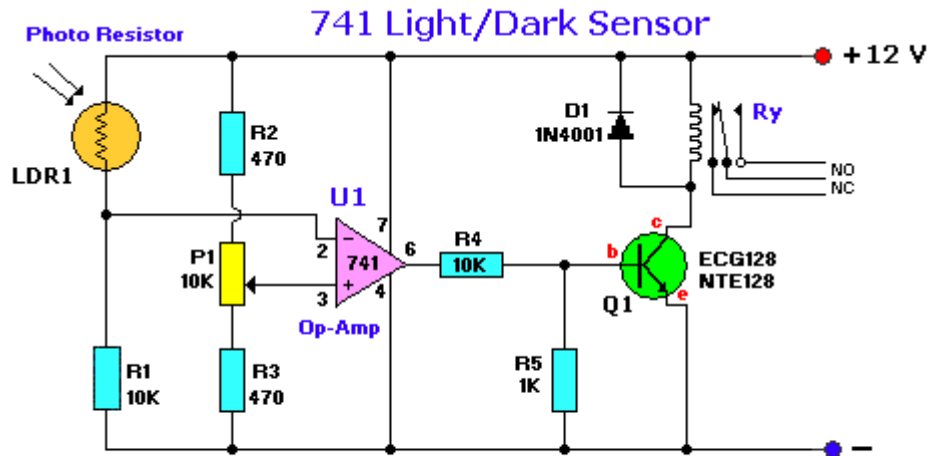 741 Light/Dark Sensor
Photo Resistor
+12 V
LDR1
R2
470
D1
1N4001
Ry
NO
NC
U1
P1
10K
2
3
7
6
4
−
+
741
Op-Amp
R4
10K
b
c
e
Q1
ECG128
NTE128
R1
10K
R3
470
R5
1K
−